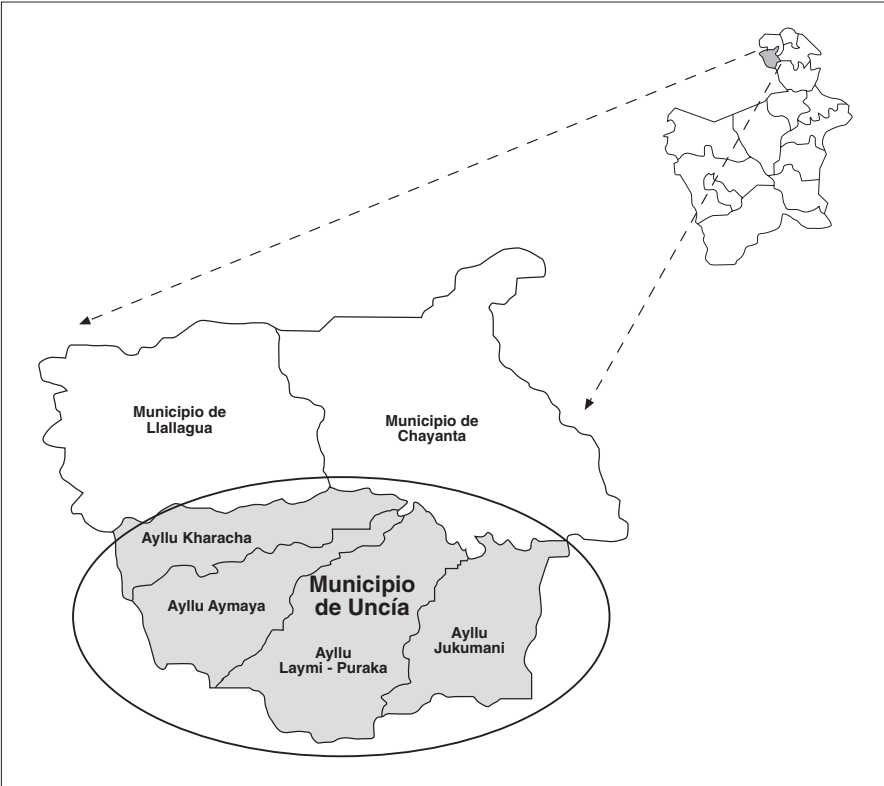 Municipio de
Llallagua
Municipio de
Chayanta
Ayllu Kharacha
Ayllu Aymaya
Municipio
de Uncía
Ayllu
Laymi - Puraka
Ayllu
Jukumani